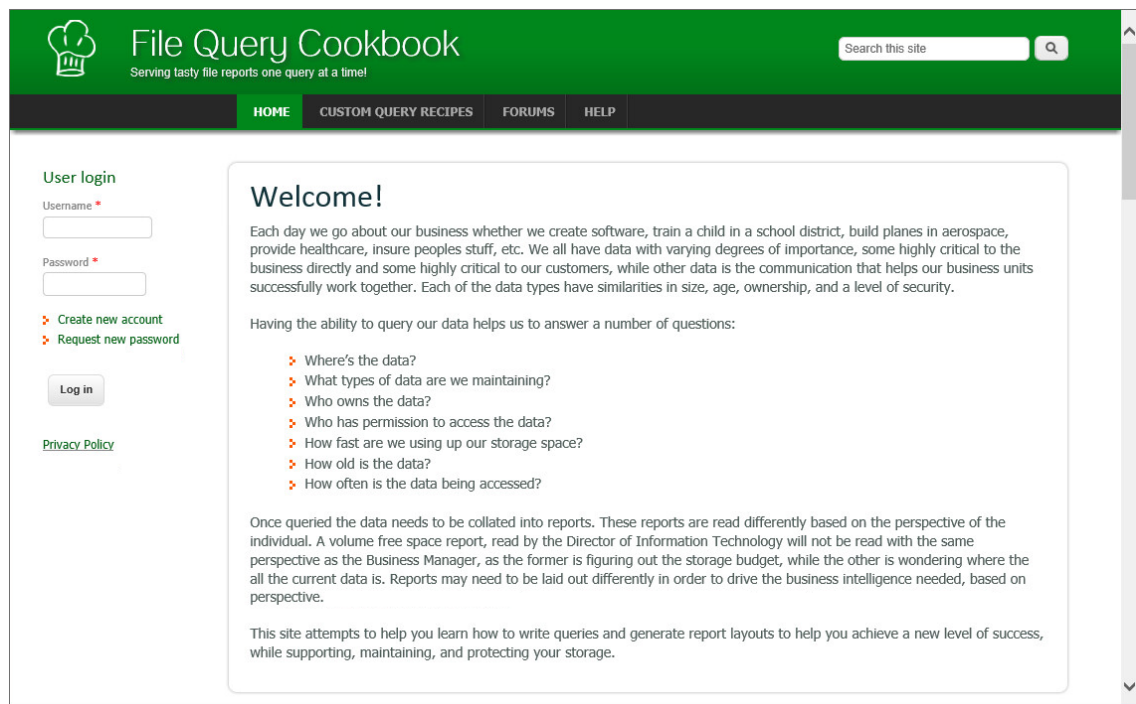 File Query Cookbook
Serving tasty file reports one query at a time!
Search this site
HOME
CUSTOM QUERY RECIPES
FORUMS
HELP
User login
Username *
Password *
Create new account
Request new password
Log in
Privacy Policy
Welcome!
Each day we go about our business whether we create software, train a child in a school district, build planes in aerospace,
provide healthcare, insure peoples stuff, etc. We all have data with varying degrees of importance, some highly critical to the
business directly and some highly critical to our customers, while other data is the communication that helps our business units
successfully work together. Each of the data types have similarities in size, age, ownership, and a level of security.
Having the ability to query our data helps us to answer a number of questions:
Where’s the data?
What types of data are we maintaining?
Who owns the data?
Who has permission to access the data?
How fast are we using up our storage space?
How old is the data?
How often is the data being accessed?
Once queried the data needs to be collated into reports. These reports are read differently based on the perspective of the
individual. A volume free space report, read by the Director of Information Technology will not be read with the same
perspective as the Business Manager, as the former is figuring out the storage budget, while the other is wondering where the
all the current data is. Reports may need to be laid out differently in order to drive the business intelligence needed, based on
perspective.
This site attempts to help you learn how to write queries and generate report layouts to help you achieve a new level of success,
while supporting, maintaining, and protecting your storage.